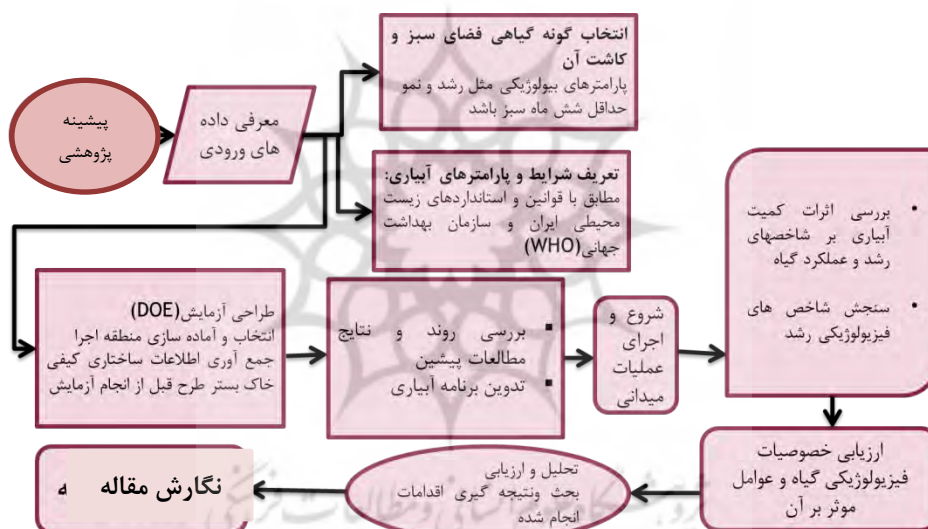 پیشینه
پژوهشی
معرفی داده
های ورودی
انتخاب گونه گیاهی فضای سبز و
کاشت آن
پارامترهای بیولوژیکی مثل رشد و نمو
حداقل شش ماه سبز باشد
تعریف شرایط و پارامترهای آبیاری:
مطابق با قوانین و استانداردهای زیست
محیطی ایران و سازمان بهداشت
جهانی(WHO)
طراحی آزمایش(DOE)
انتخاب و آماده سازی منطقه اجرا
جمع آوری اطلاعات ساختاری کیفی
خاک بستر طرح قبل از انجام آزمایش
▪ بررسی روند و نتایج
مطالعات پیشین
▪ تدوین برنامه آبیاری
شروع و
اجرای
عملیات
میدانی
• بررسی اثرات کمیت
آبیاری بر شاخصهای
رشد و عملکرد گیاه
• سنجش شاخص های
فیزیولوژیکی رشد
ارزیابی خصوصیات
فیزیولوژیکی گیاه و عوامل
موثر بر آن
تحلیل و ارزیابی
بحث ونتیجه گیری اقدامات
انجام شده
نگارش مقاله